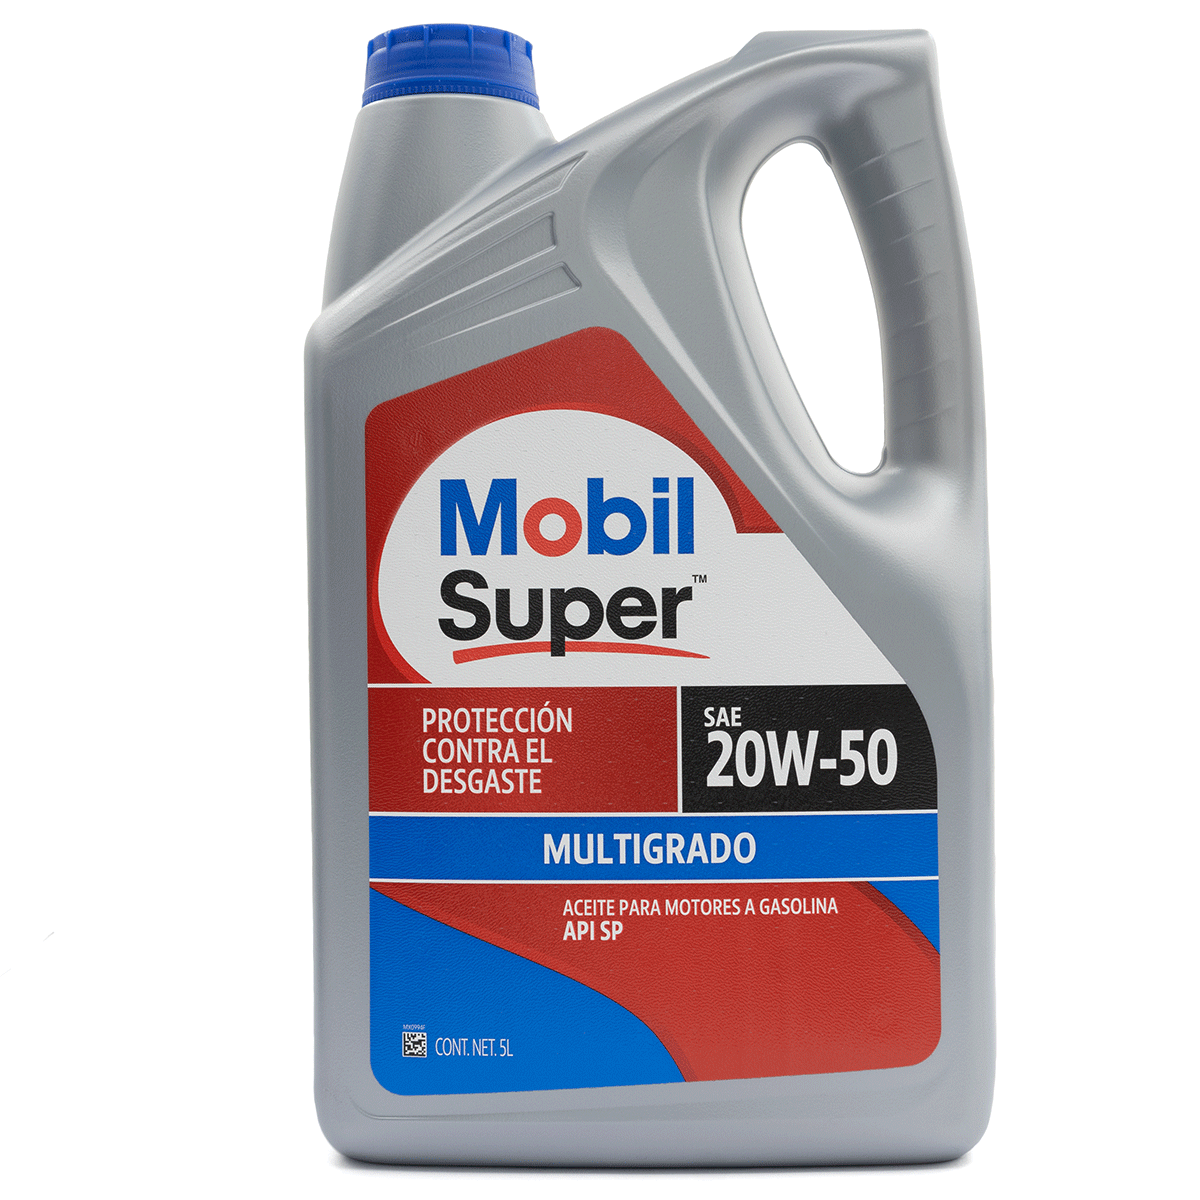 Mobil
Super™
PROTECCIÓN
CONTRA EL
DESGASTE
SAE
20W-50
MULTIGRADO
ACEITE PARA MOTORES A GASOLINA
API SP
MX0994F
CONT. NET. 5L